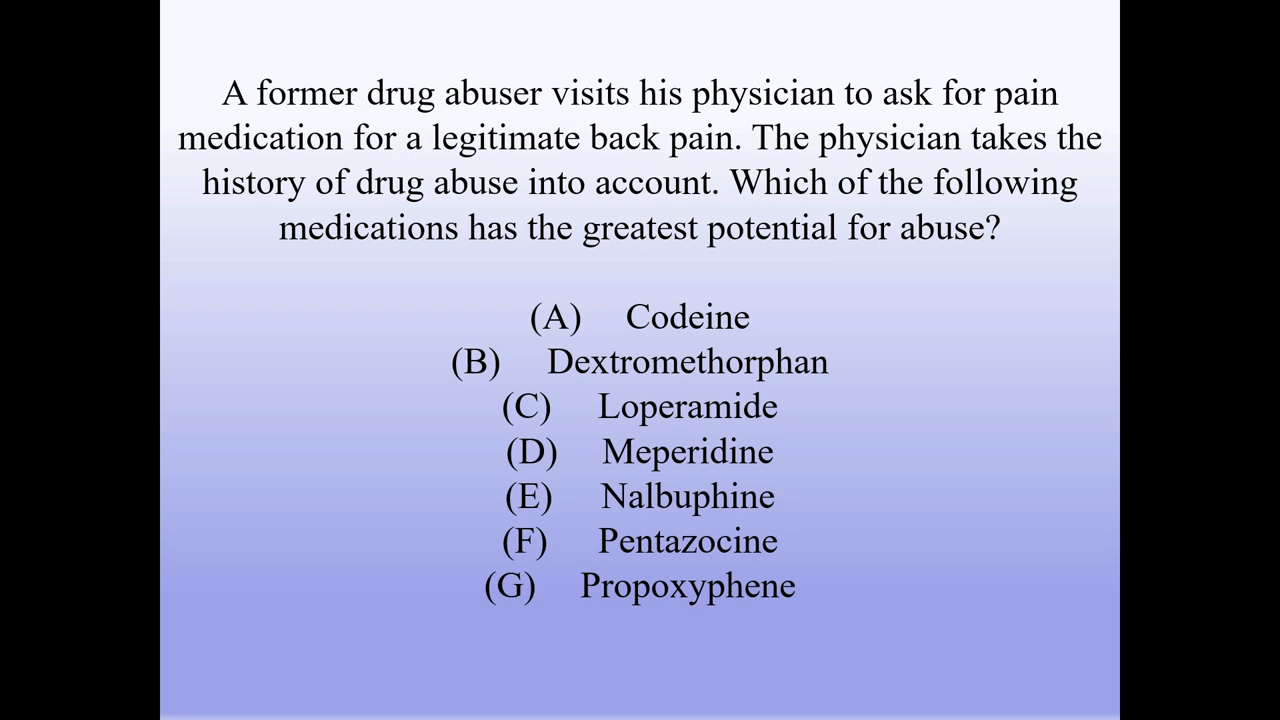 A former drug abuser visits his physician to ask for pain
medication for a legitimate back pain. The physician takes the
history of drug abuse into account. Which of the following
medications has the greatest potential for abuse?
(A) Codeine
(B) Dextromethorphan
(C) Loperamide
(D) Meperidine
(E) Nalbuphine
(F) Pentazocine
(G) Propoxyphene